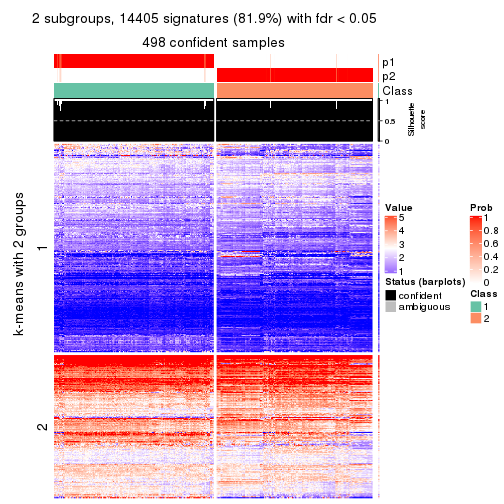 2 subgroups, 14405 signatures (81.9%) with fdr < 0.05
498 confident samples
p1
p2
Class
1
0.5
0
Silhouette
score
k-means with 2 groups
1
2
Value
5
4
3
2
1
Status (barplots)
confident
ambiguous
Prob
1
0.8
0.6
0.4
0.2
0
Class
1
2